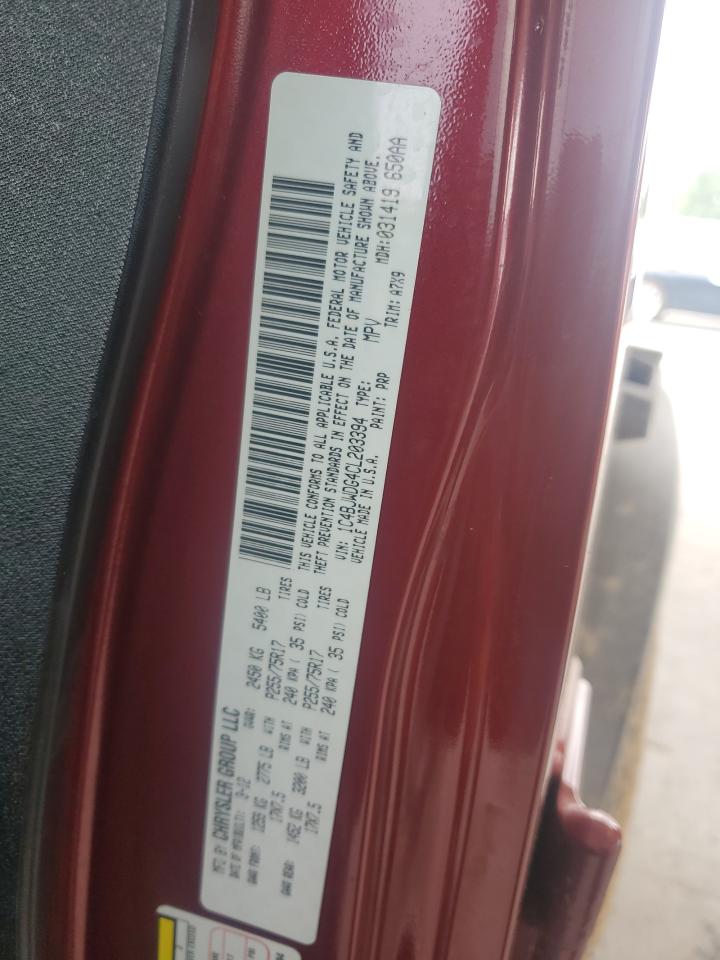 MFD BY: CHRYSLER GROUP LLC
DATE OF MFR(BUILT): 3-12 GVWR: 2450 KG 5400 LB
GAWR FRONT: 1259 KG 2775 LB WITH P255/75R17 TIRES
17X7.5 RIMS AT 240 KPA ( 35 PSI) COLD
GAWR REAR: 1452 KG 3200 LB WITH P255/75R17 TIRES
17X7.5 RIMS AT 240 KPA ( 35 PSI) COLD
THIS VEHICLE CONFORMS TO ALL APPLICABLE U.S.A. FEDERAL MOTOR VEHICLE SAFETY AND
THEFT PREVENTION STANDARDS IN EFFECT ON THE DATE OF MANUFACTURE SHOWN ABOVE.
VIN: 1C4BJWDG4CL203394 TYPE: MPV MDH:031419 650AA
VEHICLE MADE IN U.S.A. PAINT: PRP TRIM: A7X9